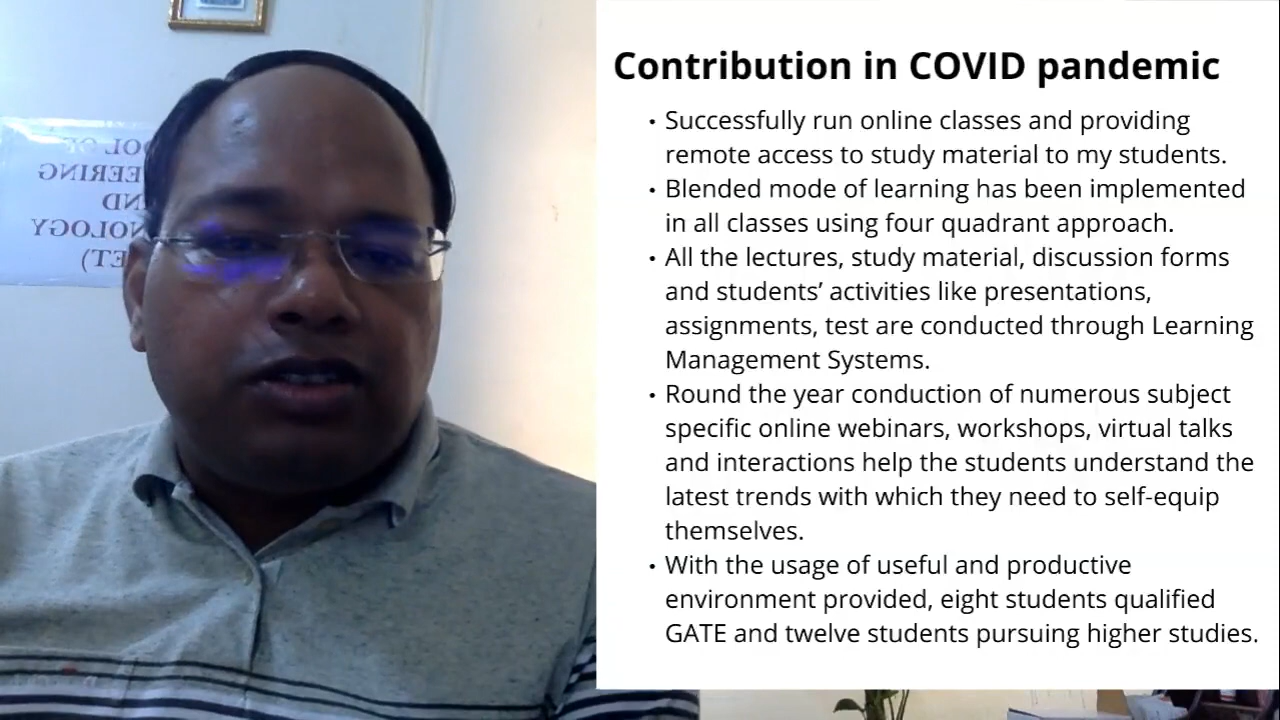 Contribution in COVID pandemic
• Successfully run online classes and providing
remote access to study material to my students.
• Blended mode of learning has been implemented
in all classes using four quadrant approach.
• All the lectures, study material, discussion forms
and students’ activities like presentations,
assignments, test are conducted through Learning
Management Systems.
• Round the year conduction of numerous subject
specific online webinars, workshops, virtual talks
and interactions help the students understand the
latest trends with which they need to self-equip
themselves.
• With the usage of useful and productive
environment provided, eight students qualified
GATE and twelve students pursuing higher studies.
OOL OF
EERING
ND
NOLOGY
ET)